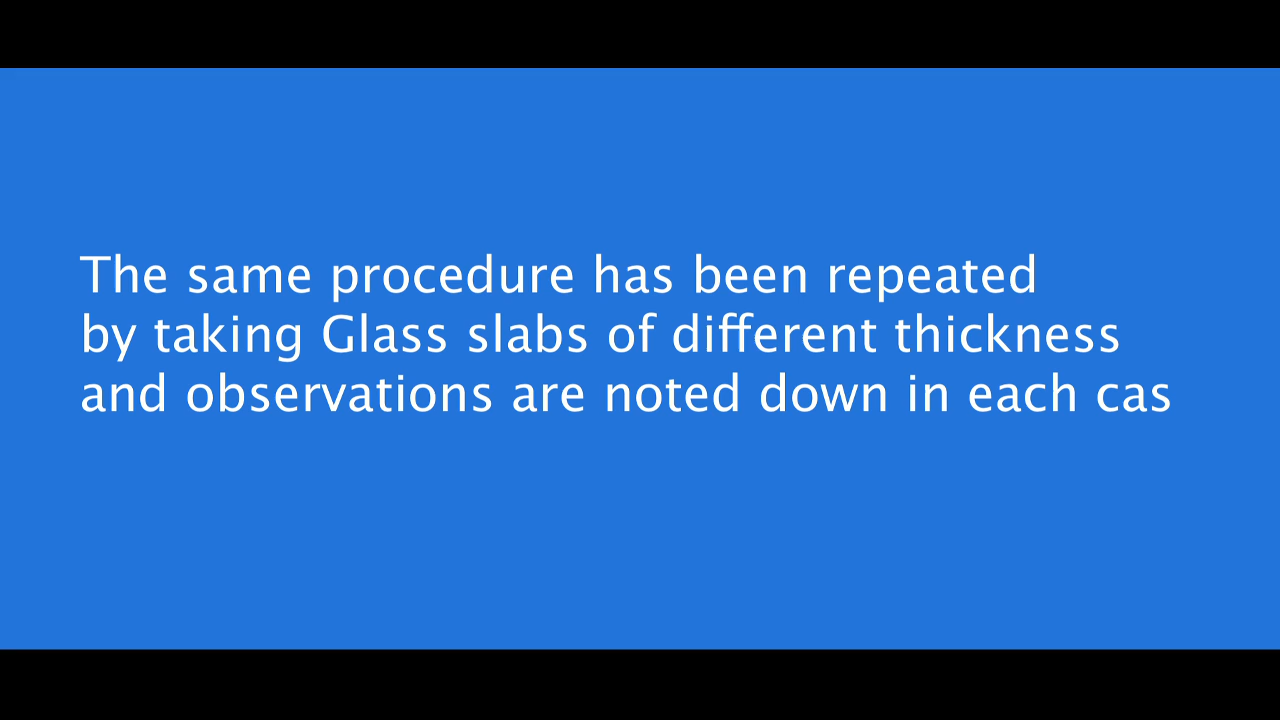 The same procedure has been repeated
by taking Glass slabs of different thickness
and observations are noted down in each cas